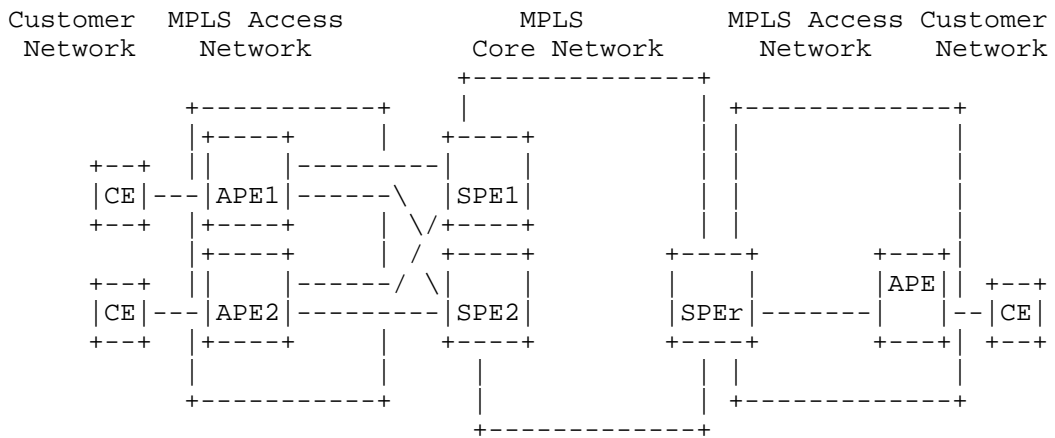 Customer MPLS Access MPLS MPLS Access Customer
Network Network Core Network Network Network
CE APE1 SPE1
APE
CE APE2 SPE2 SPEr CE